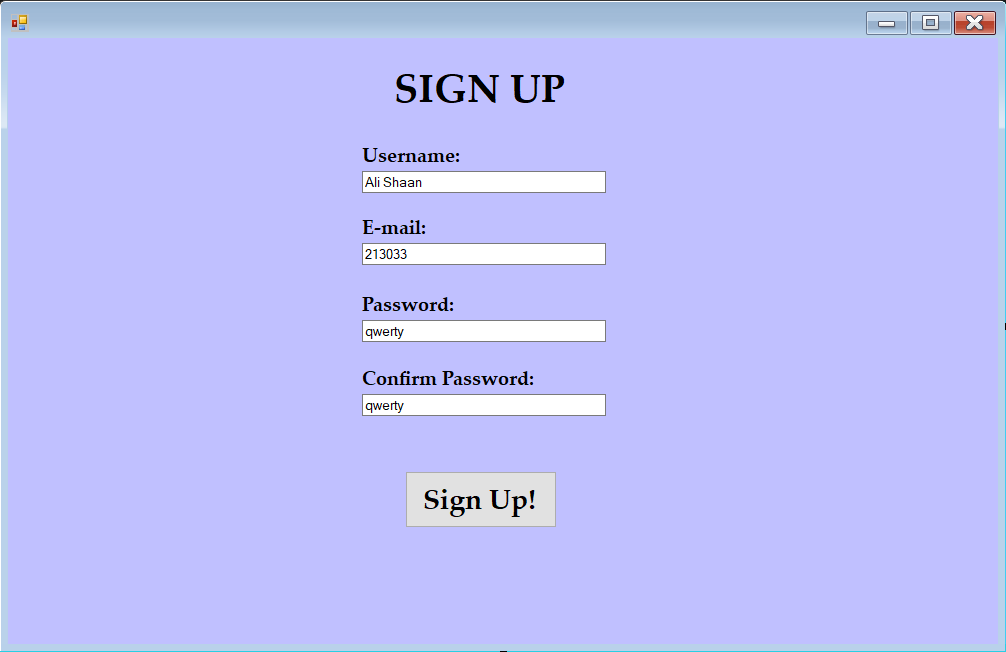 SIGN UP
Username:
Ali Shaan
E-mail:
213033
Password:
qwerty
Confirm Password:
qwerty
Sign Up!